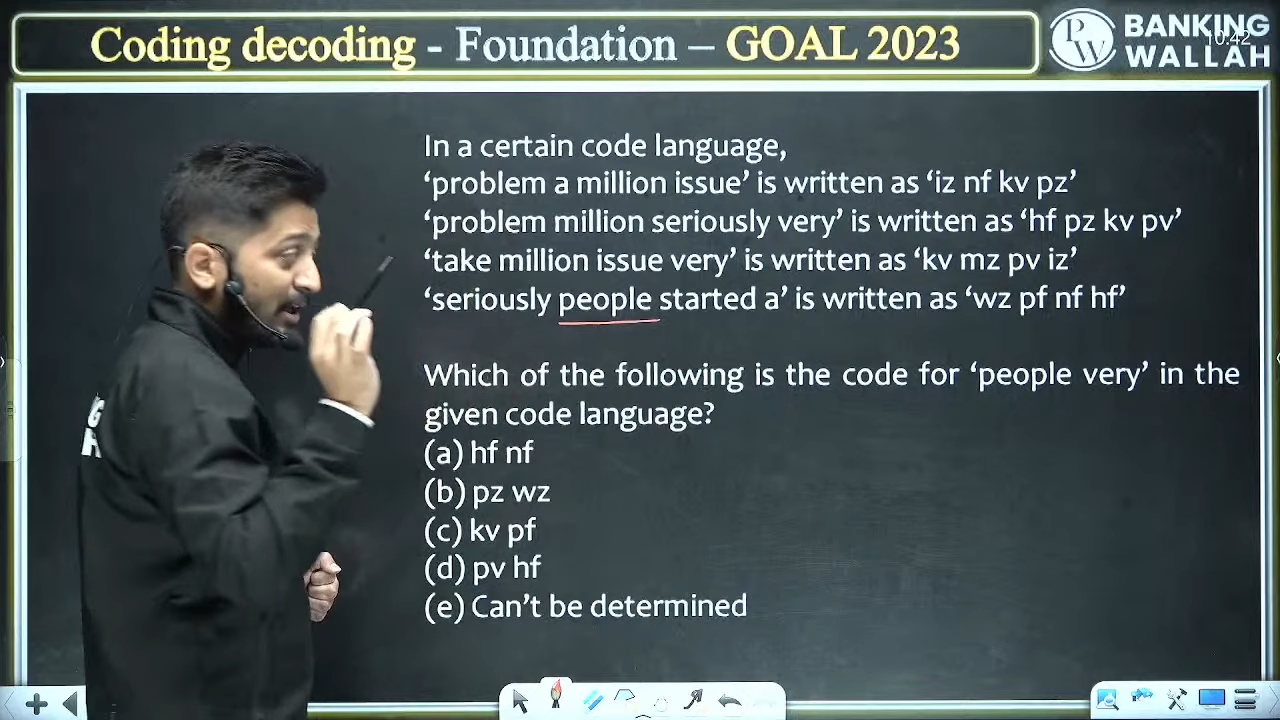 Coding decoding - Foundation – GOAL 2023
PW
BANKING
WALLAH
10:42
In a certain code language,
‘problem a million issue’ is written as ‘iz nf kv pz’
‘problem million seriously very’ is written as ‘hf pz kv pv’
‘take million issue very’ is written as ‘kv mz pv iz’
‘seriously people started a’ is written as ‘wz pf nf hf’
Which of the following is the code for ‘people very’ in the
given code language?
(a) hf nf
(b) pz wz
(c) kv pf
(d) pv hf
(e) Can’t be determined